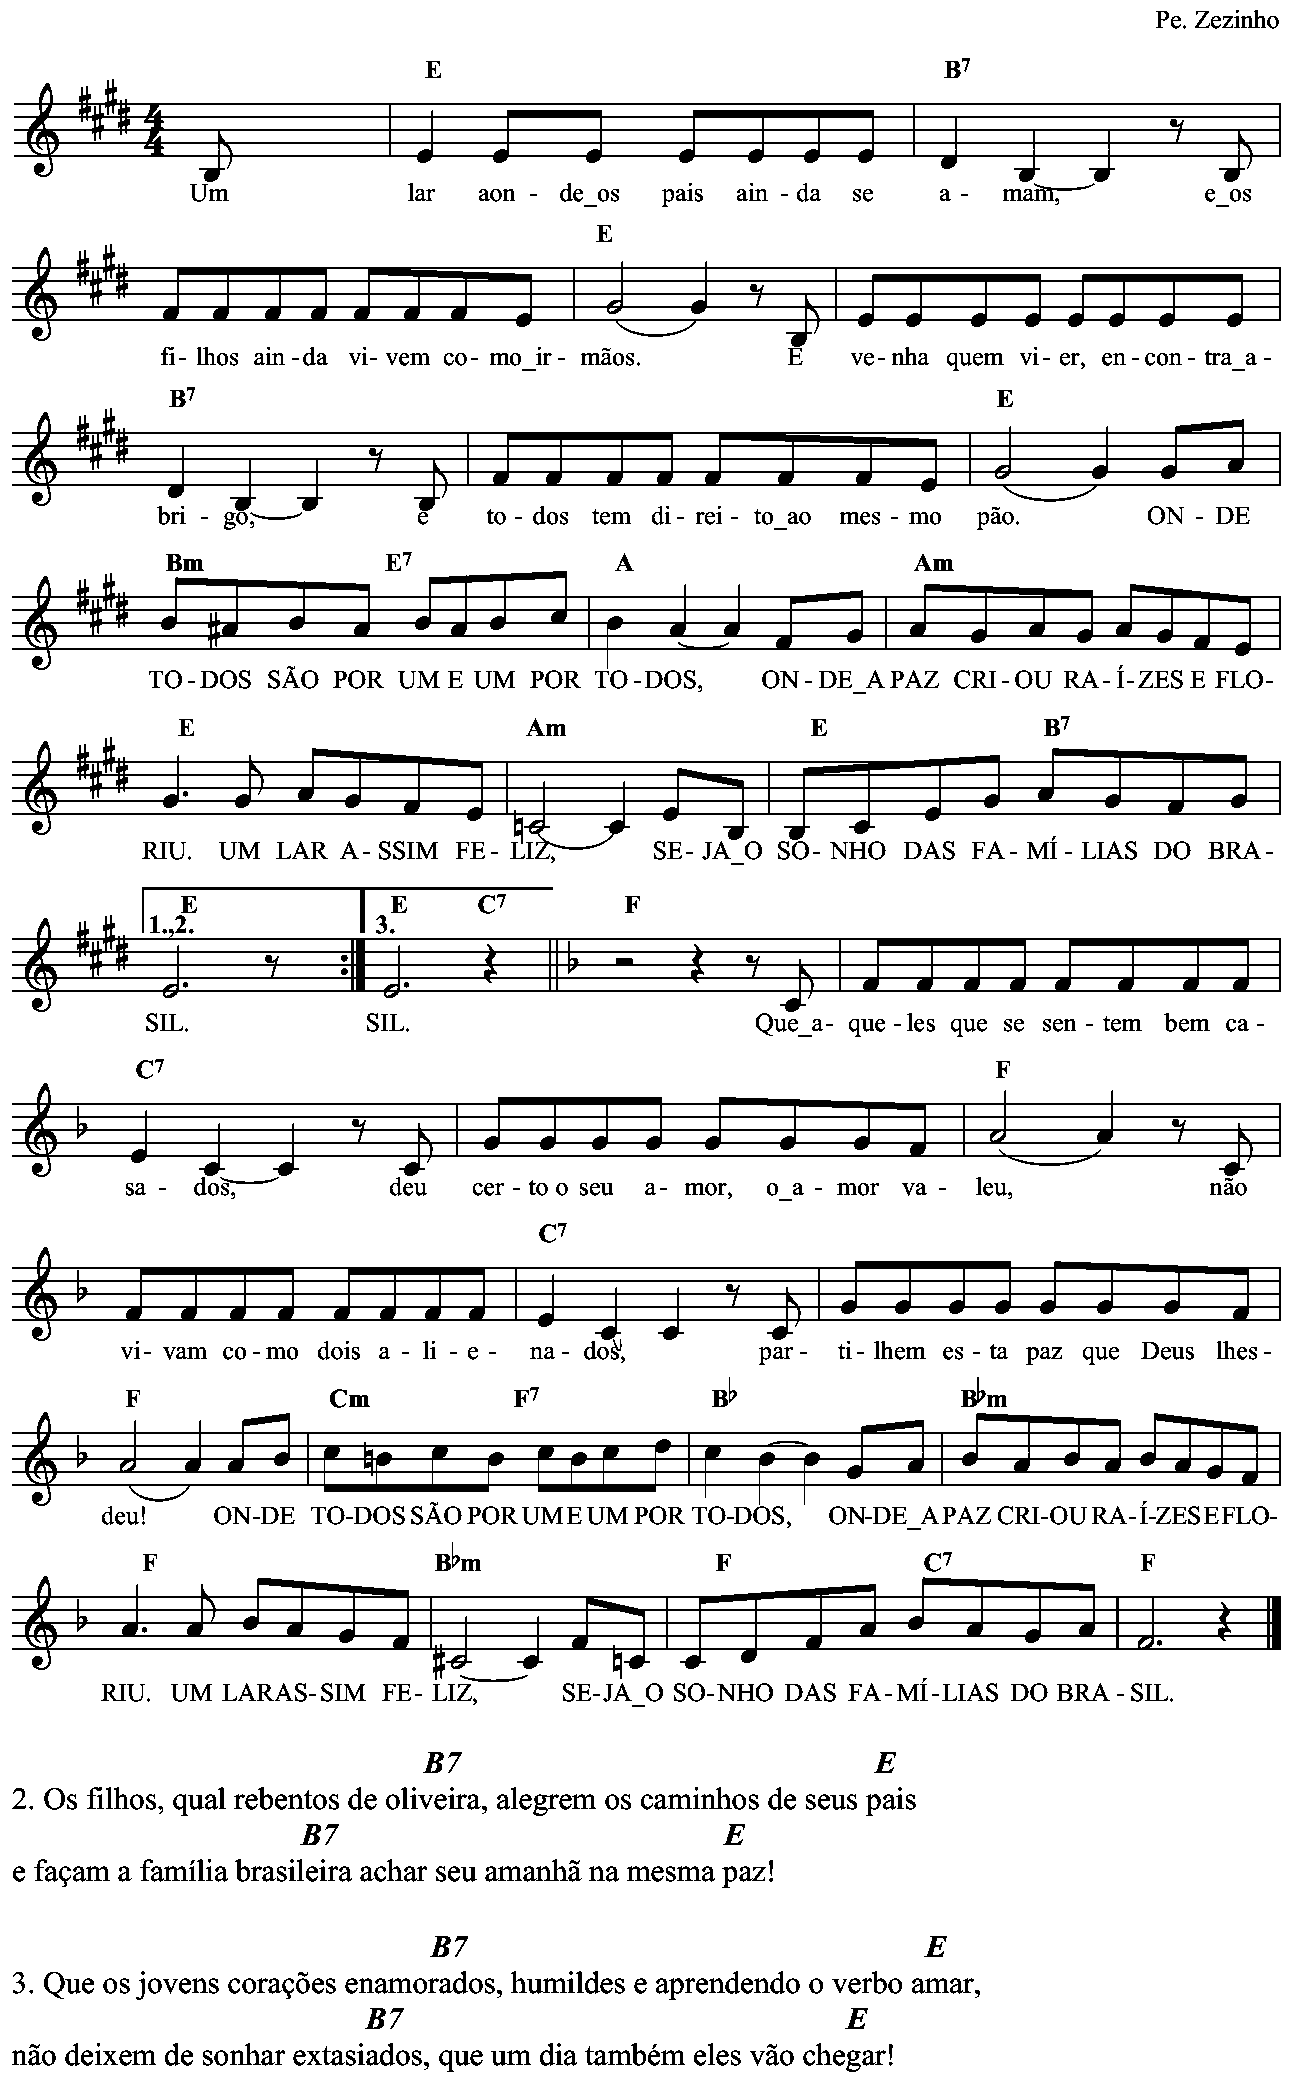 Pe. Zezinho
E B7
Um lar aon - de_os pais ain - da se a - mam, e_os
E
fi - lhos ain - da vi - vem co - mo_ir - mãos. E ve - nha quem vi - er, en - con - tra_a -
B7 E
bri - go, e to - dos tem di - rei - to_ao mes - mo pão. ON - DE
Bm E7 A Am
TO - DOS SÃO POR UM E UM POR TO - DOS, ON - DE_A PAZ CRI - OU RA - Í - ZES E FLO -
E Am E B7
RIU. UM LAR A - SSIM FE - LIZ, SE - JA_O SO - NHO DAS FA - MÍ - LIAS DO BRA -
E E C7 F
1.,2. 3.
SIL. SIL. Que_a - que - les que se sen - tem bem ca -
C7 F
sa - dos, deu cer - to o seu a - mor, o_a - mor va - leu, não
C7
vi - vam co - mo dois a - li - e - na - dos, par - ti - lhem es - ta paz que Deus lhes -
F Cm F7 B♭ B♭m
deu! ON - DE TO - DOS SÃO POR UM E UM POR TO - DOS, ON - DE_A PAZ CRI - OU RA - Í - ZES E FLO -
F B♭m F C7 F
RIU. UM LAR AS - SIM FE - LIZ, SE - JA_O SO - NHO DAS FA - MÍ - LIAS DO BRA - SIL.
B7 E
2. Os filhos, qual rebentos de oliveira, alegrem os caminhos de seus pais
B7 E
e façam a família brasileira achar seu amanhã na mesma paz!
B7 E
3. Que os jovens corações enamorados, humildes e aprendendo o verbo amar,
B7 E
não deixem de sonhar extasiados, que um dia também eles vão chegar!